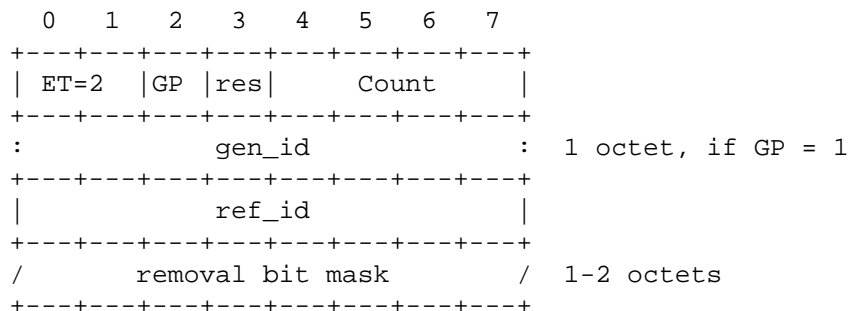 0   1   2   3   4   5   6   7
+---+---+---+---+---+---+---+---+
| ET=2  |GP |res|     Count     |
+---+---+---+---+---+---+---+---+
:            gen_id             :  1 octet, if GP = 1
+---+---+---+---+---+---+---+---+
|            ref_id             |
+---+---+---+---+---+---+---+---+
/       removal bit mask        /  1-2 octets
+---+---+---+---+---+---+---+---+